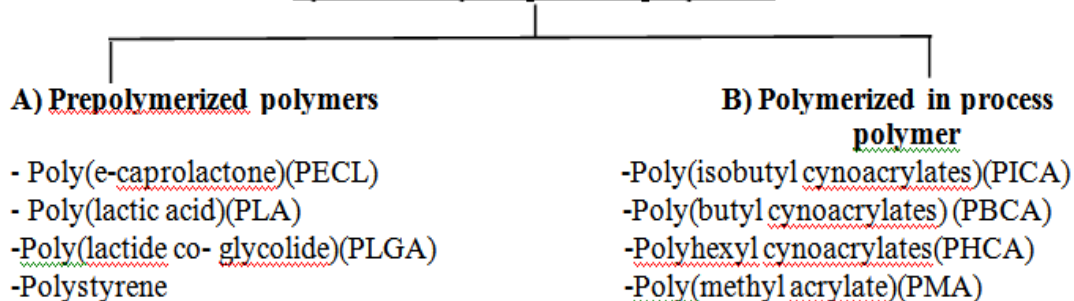 A) Prepolymerized polymers
- Poly(e-caprolactone)(PECL)
- Poly(lactic acid)(PLA)
-Poly(lactide co- glycolide)(PLGA)
-Polystyrene
B) Polymerized in process
polymer
-Poly(isobutyl cynoacrylates)(PICA)
-Poly(butyl cynoacrylates) (PBCA)
-Polyhexyl cynoacrylates(PHCA)
-Poly(methyl acrylate)(PMA)